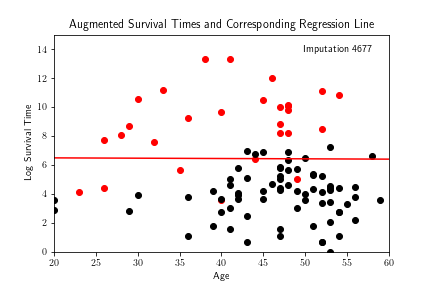 Augmented Survival Times and Corresponding Regression Line
Imputation 4677
Log Survival Time
14
12
10
8
6
4
2
0
20 25 30 35 40 45 50 55 60
Age